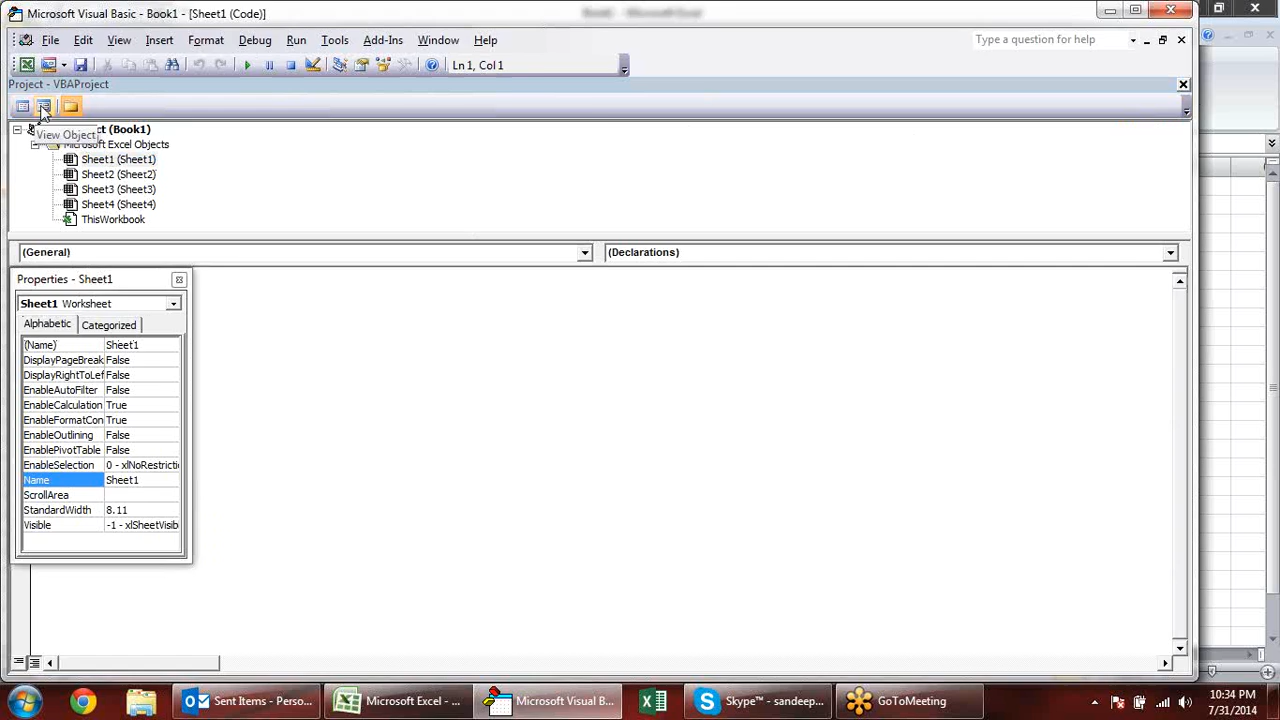 Microsoft Visual Basic - Book1 - [Sheet1 (Code)]
File Edit View Insert Format Debug Run Tools Add-Ins Window Help
Type a question for help
Ln 1, Col 1
Project - VBAProject
View Object
ct (Book1)
Microsoft Excel Objects
Sheet1 (Sheet1)
Sheet2 (Sheet2)
Sheet3 (Sheet3)
Sheet4 (Sheet4)
ThisWorkbook
(General) (Declarations)
Properties - Sheet1
Sheet1 Worksheet
Alphabetic Categorized
(Name) Sheet1
DisplayPageBreak False
DisplayRightToLef False
EnableAutoFilter False
EnableCalculation True
EnableFormatCon True
EnableOutlining False
EnablePivotTable False
EnableSelection 0 - xlNoRestricti
Name Sheet1
ScrollArea
StandardWidth 8.11
Visible -1 - xlSheetVisib
Sent Items - Perso... Microsoft Excel - ... Microsoft Visual B... Skype™ - sandeep... GoToMeeting
10:34 PM
7/31/2014